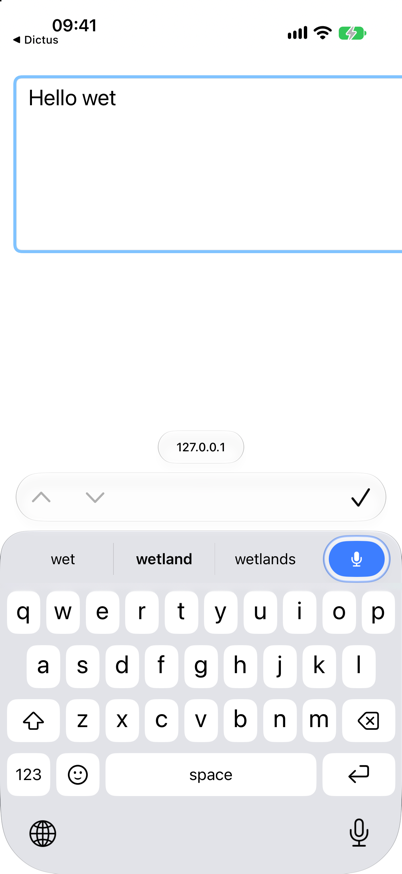 09:41
◀ Dictus
Hello wet
127.0.0.1
wet wetland wetlands
q w e r t y u i o p
a s d f g h j k l
z x c v b n m
123 space